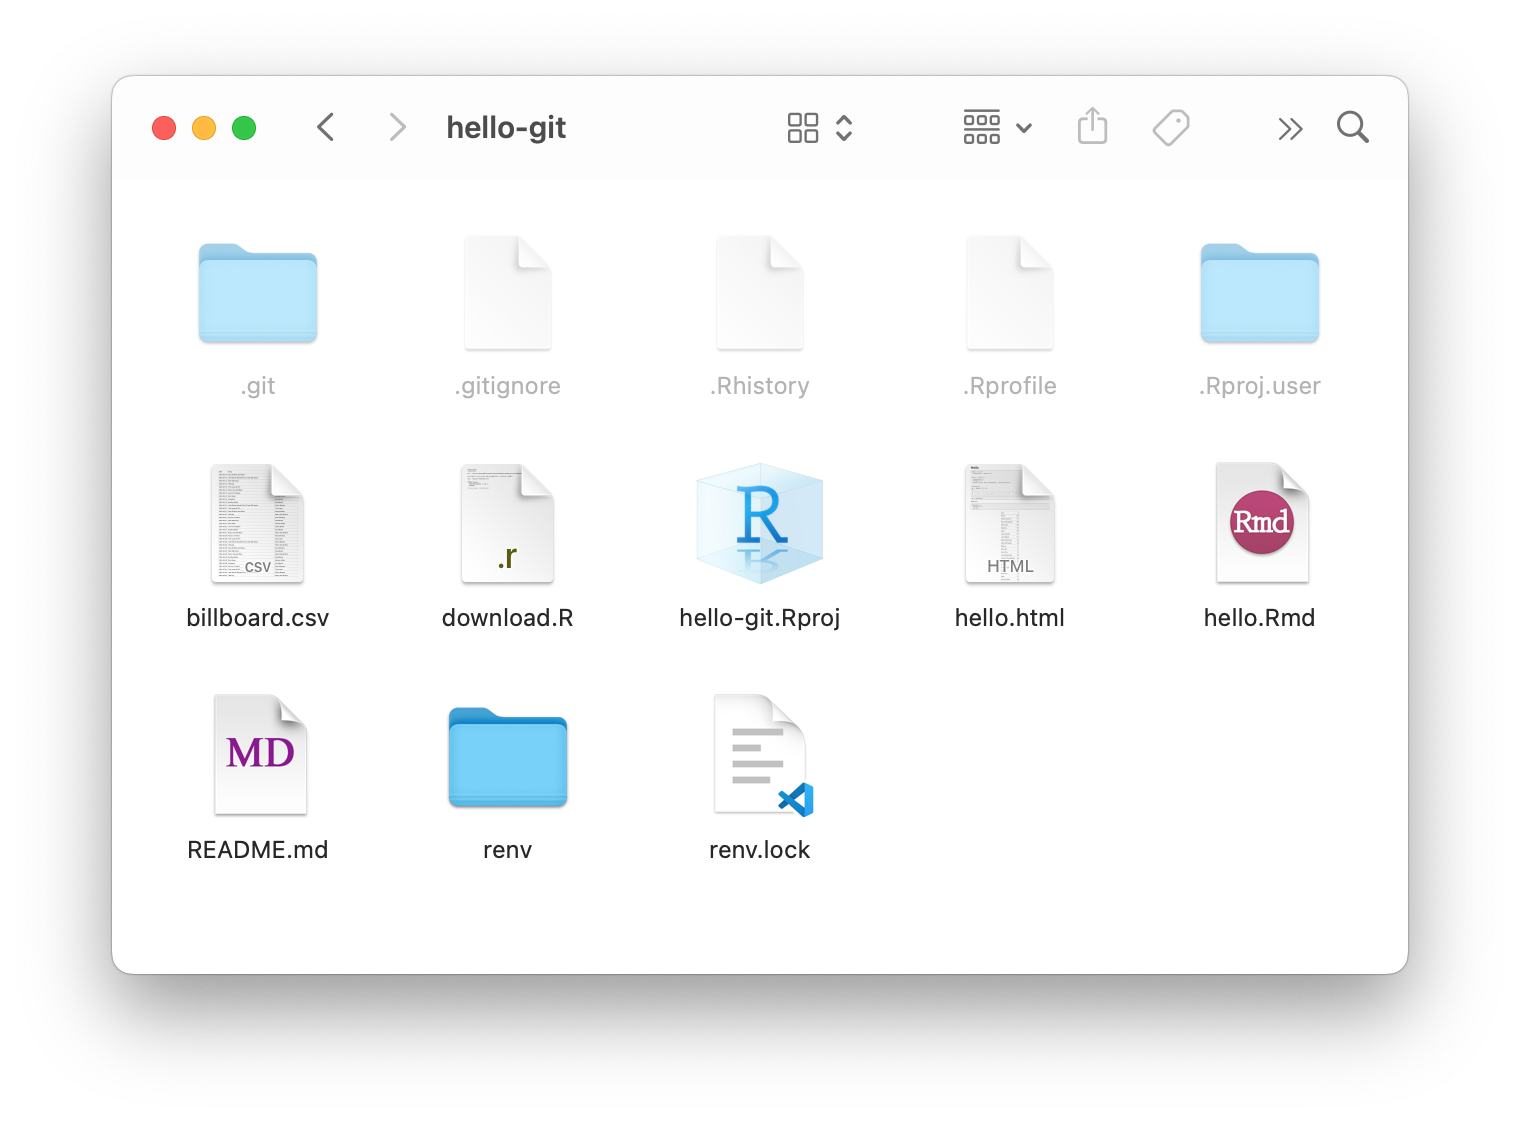 hello-git
.git
.gitignore
.Rhistory
.Rprofile
.Rproj.user
CSV
.r
R
HTML
Rmd
billboard.csv
download.R
hello-git.Rproj
hello.html
hello.Rmd
MD
README.md
renv
renv.lock